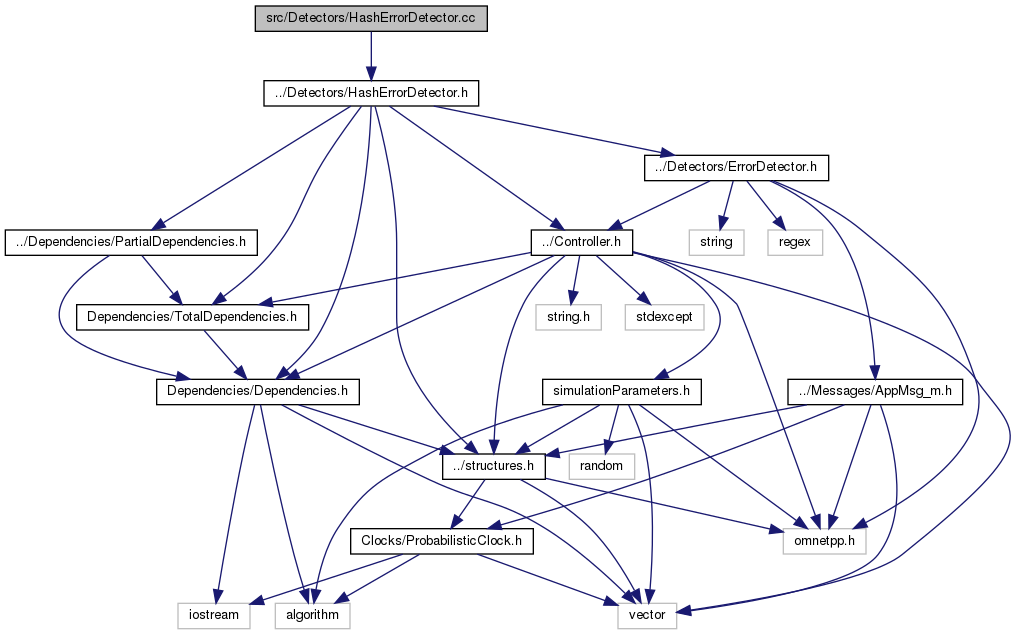 src/Detectors/HashErrorDetector.cc
../Detectors/HashErrorDetector.h
../Detectors/ErrorDetector.h
../Dependencies/PartialDependencies.h
../Controller.h
string
regex
Dependencies/TotalDependencies.h
string.h
stdexcept
Dependencies/Dependencies.h
simulationParameters.h
../Messages/AppMsg_m.h
../structures.h
random
Clocks/ProbabilisticClock.h
omnetpp.h
iostream
algorithm
vector